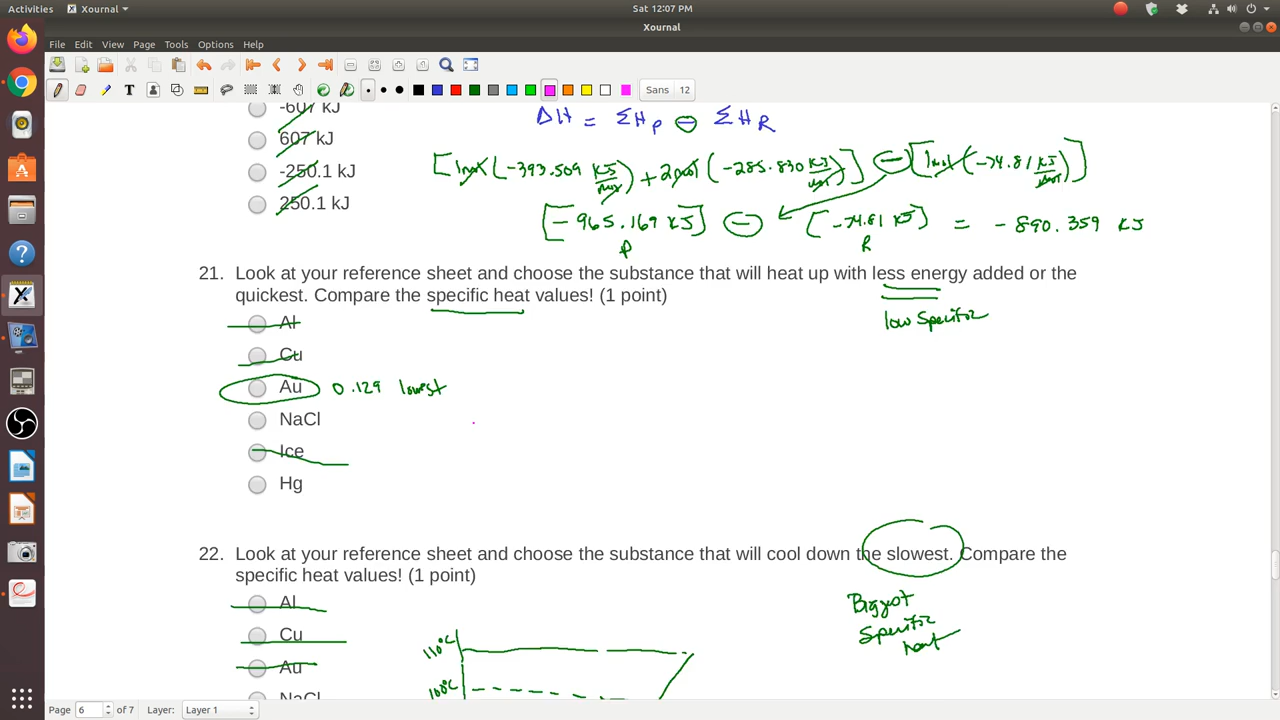 Activities Xournal Sat 12:07 PM
Xournal
File Edit View Page Tools Options Help
T Sans 12
-607 kJ
607 kJ
-250.1 kJ
250.1 kJ
ΔH = ΣHP - ΣHR
[1mol(-393.509 KJ/mol) + 2mol(-285.830 KJ/mol)] - [1mol(-74.81 KJ/mol)]
[-965.169 KJ] - [-74.81 KJ] = -890.359 KJ
P R
21. Look at your reference sheet and choose the substance that will heat up with less energy added or the
quickest. Compare the specific heat values! (1 point)
low Specific
Al
Cu
Au 0.129 lowest
NaCl
Ice
Hg
22. Look at your reference sheet and choose the substance that will cool down the slowest. Compare the
specific heat values! (1 point)
Biggest
Specific
heat
Al
Cu
Au
NaCl
110°C
100°C
Page 6 of 7 Layer: Layer 1